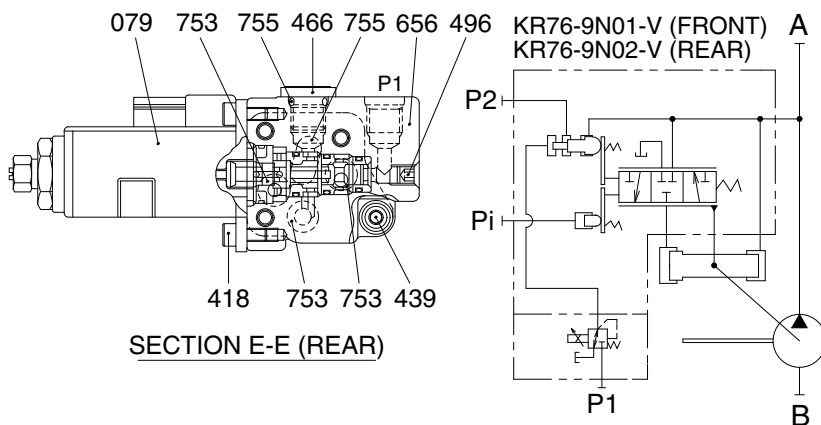 079 753 755 466 755 656 496
P1
418 753 753 439
SECTION E-E (REAR)
KR76-9N01-V (FRONT)
KR76-9N02-V (REAR)
A
P2
Pi
P1
B